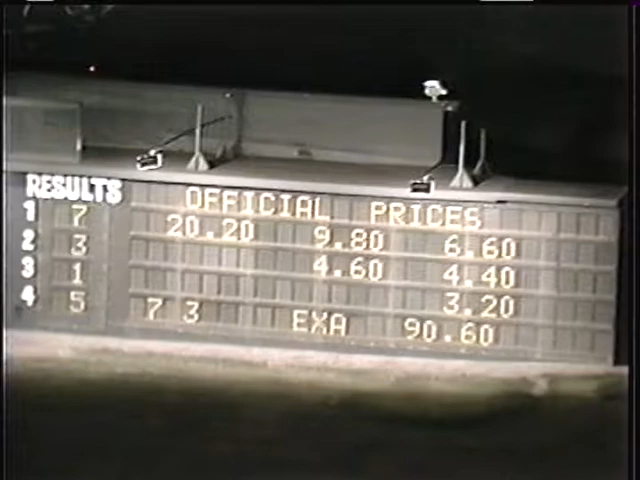 RESULTS OFFICIAL PRICES
1 7 20.20 9.80 6.60
2 3 4.60 4.40
3 1 3.20
4 5 7 3 EXA 90.60